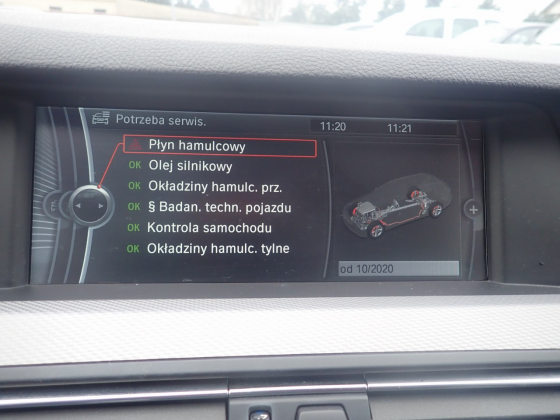 Potrzeba serwis.
11:20 11:21
Płyn hamulcowy
OK Olej silnikowy
OK Okładziny hamulc. prz.
OK § Badan. techn. pojazdu
OK Kontrola samochodu
OK Okładziny hamulc. tylne
od 10/2020